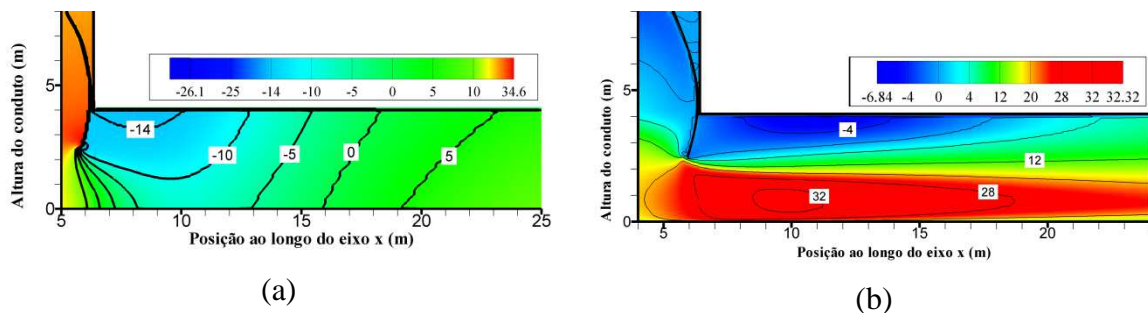 Altura do conduto (m)
5
0
-26.1 -25 -14 -10 -5 0 5 10 34.6
-14
-10
-5
0
5
5 10 15 20 25
Posição ao longo do eixo x (m)
(a)
Altura do conduto (m)
5
0
-6.84 -4 0 4 12 20 28 32 32.32
-4
12
28
32
5 10 15 20
Posição ao longo do eixo x (m)
(b)